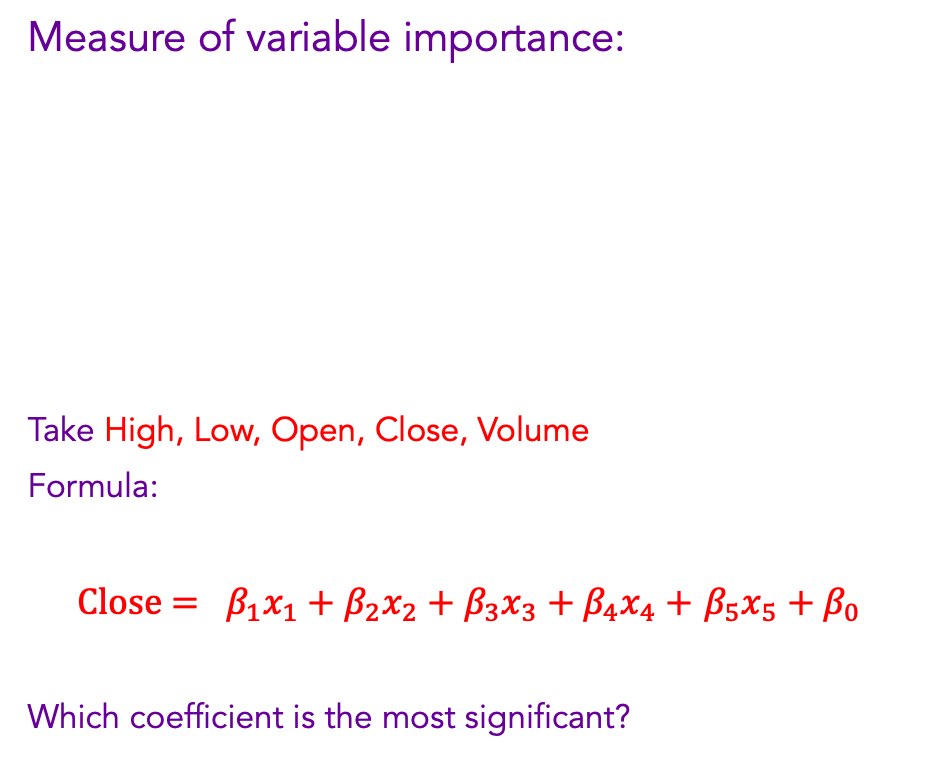 Measure of variable importance:
Take High, Low, Open, Close, Volume
Formula:
Close = β₁x₁ + β₂x₂ + β₃x₃ + β₄x₄ + β₅x₅ + β₀
Which coefficient is the most significant?